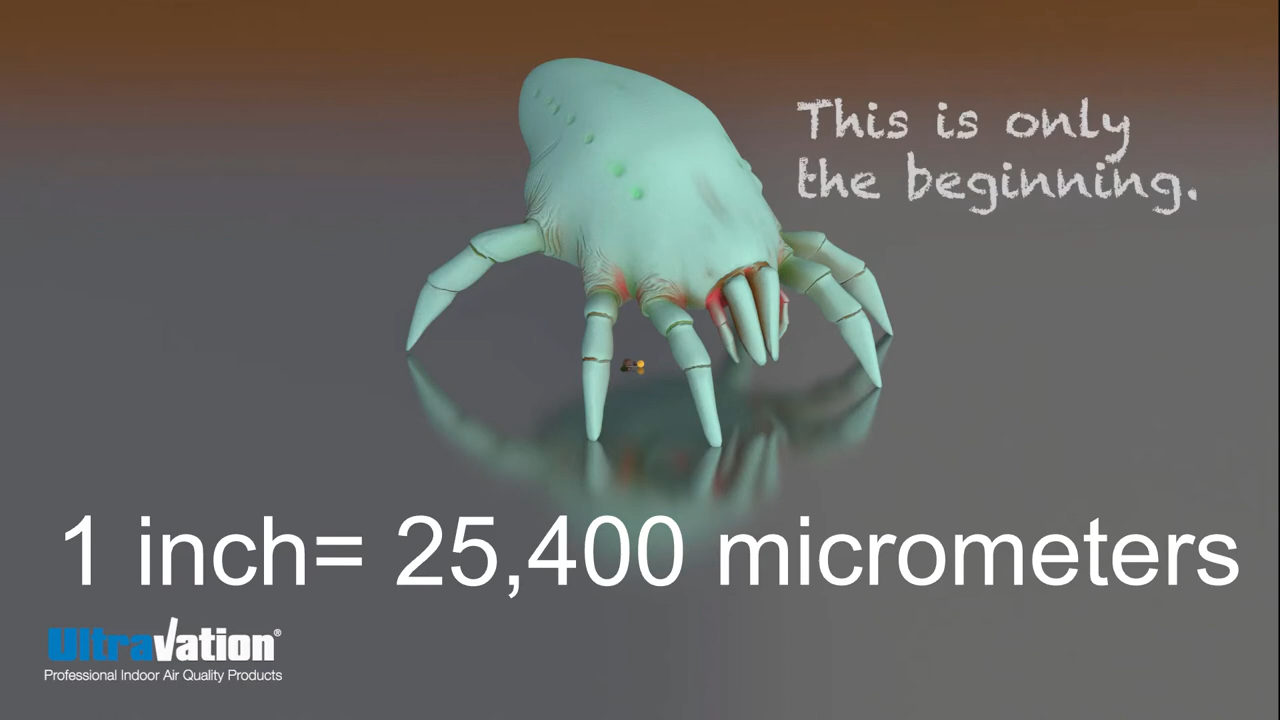 This is only
the beginning.
1 inch= 25,400 micrometers
UltraVation®
Professional Indoor Air Quality Products